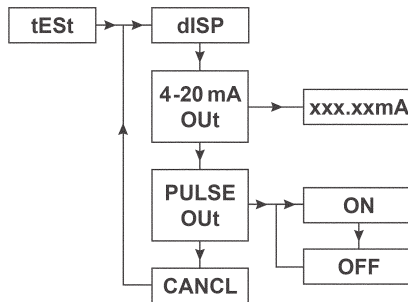 tESt
dISP
4-20 mA
OUt
xxx.xxmA
PULSE
OUt
ON
OFF
CANCL